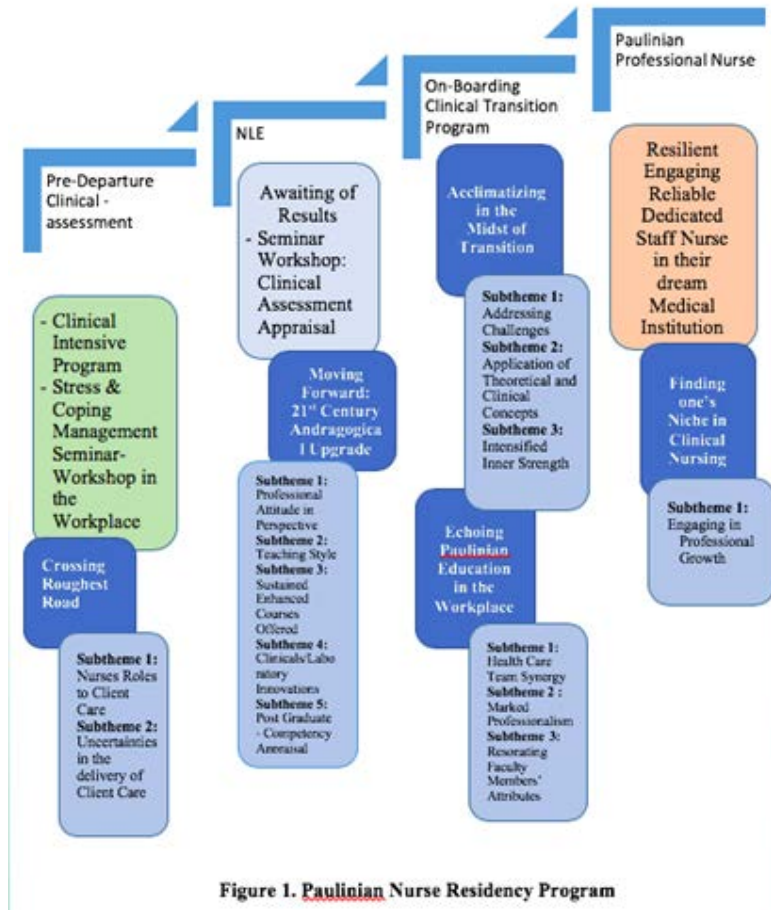 Pre-Departure
Clinical -
assessment
- Clinical
Intensive
Program
- Stress &
Coping
Management
Seminar-
Workshop in
the
Workplace
Crossing
Roughest
Road
Subtheme 1:
Nurses Roles to Client
Care
Subtheme 2:
Uncertainties in
the delivery of
Client Care
NLE
Awaiting of
Results
- Seminar
Workshop:
Clinical
Assessment
Appraisal
Moving
Forward:
21st Century
Andragogica
l Upgrade
Subtheme 1:
Professional
Attitude in
Perspective
Subtheme 2:
Teaching Style
Subtheme 3:
Sustained
Enhanced
Courses
Offered
Subtheme 4:
Clinicals/Labo
ratory
Innovations
Subtheme 5:
Post Graduate
- Competency
Appraisal
On-Boarding
Clinical Transition
Program
Acclimatizing
in the
Midst of
Transition
Subtheme 1:
Addressing
Challenges
Subtheme 2:
Application of
Theoretical and
Clinical
Concepts
Subtheme 3:
Intensified
Inner Strength
Echoing
Paulinian
Education
in the
Workplace
Subtheme 1:
Health Care
Team Synergy
Subtheme 2 :
Marked
Professionalism
Subtheme 3:
Resonating
Faculty
Members'
Attributes
Paulinian
Professional Nurse
Resilient
Engaging
Reliable
Dedicated
Staff Nurse
in their
dream
Medical
Institution
Finding
one's
Niche in
Clinical
Nursing
Subtheme 1:
Engaging in
Professional
Growth
Figure 1. Paulinian Nurse Residency Program